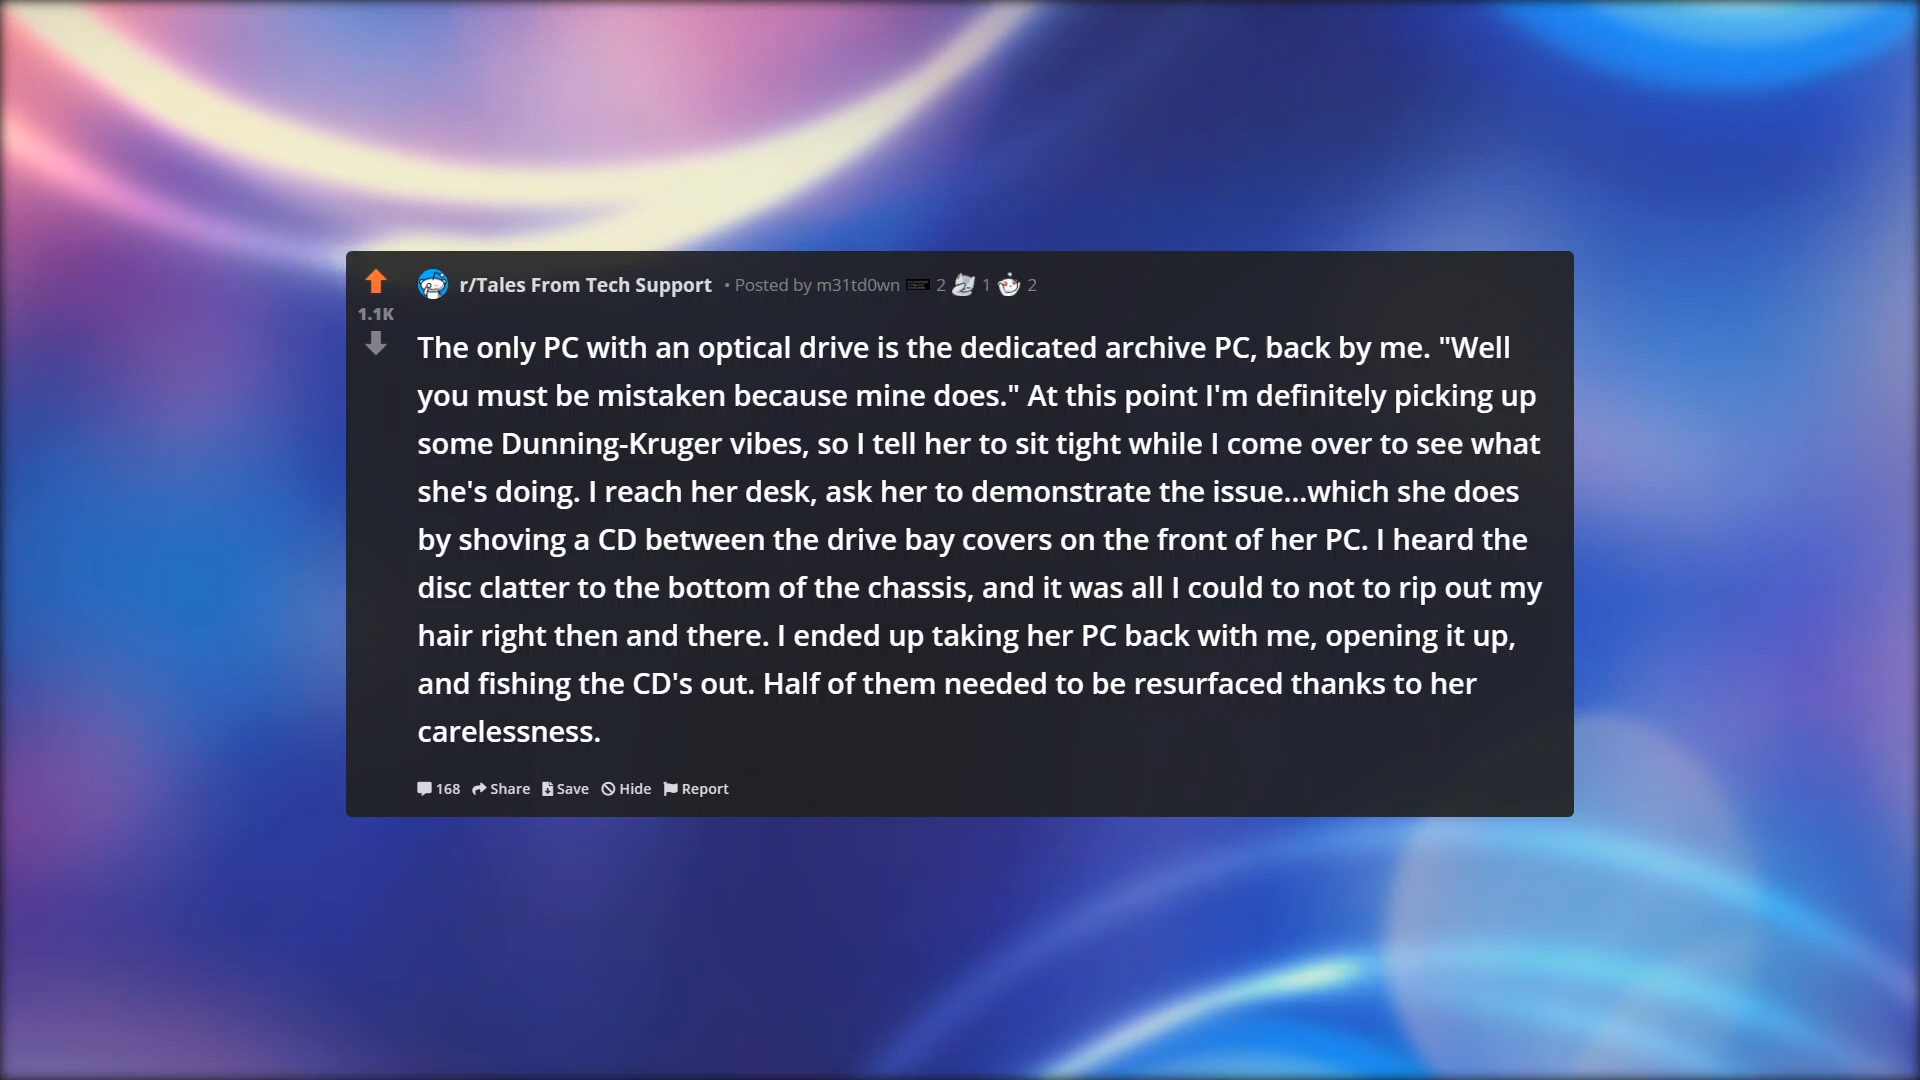 r/Tales From Tech Support • Posted by m31td0wn 2 1 2
1.1K
The only PC with an optical drive is the dedicated archive PC, back by me. "Well
you must be mistaken because mine does." At this point I'm definitely picking up
some Dunning-Kruger vibes, so I tell her to sit tight while I come over to see what
she's doing. I reach her desk, ask her to demonstrate the issue...which she does
by shoving a CD between the drive bay covers on the front of her PC. I heard the
disc clatter to the bottom of the chassis, and it was all I could to not to rip out my
hair right then and there. I ended up taking her PC back with me, opening it up,
and fishing the CD's out. Half of them needed to be resurfaced thanks to her
carelessness.
168 Share Save Hide Report